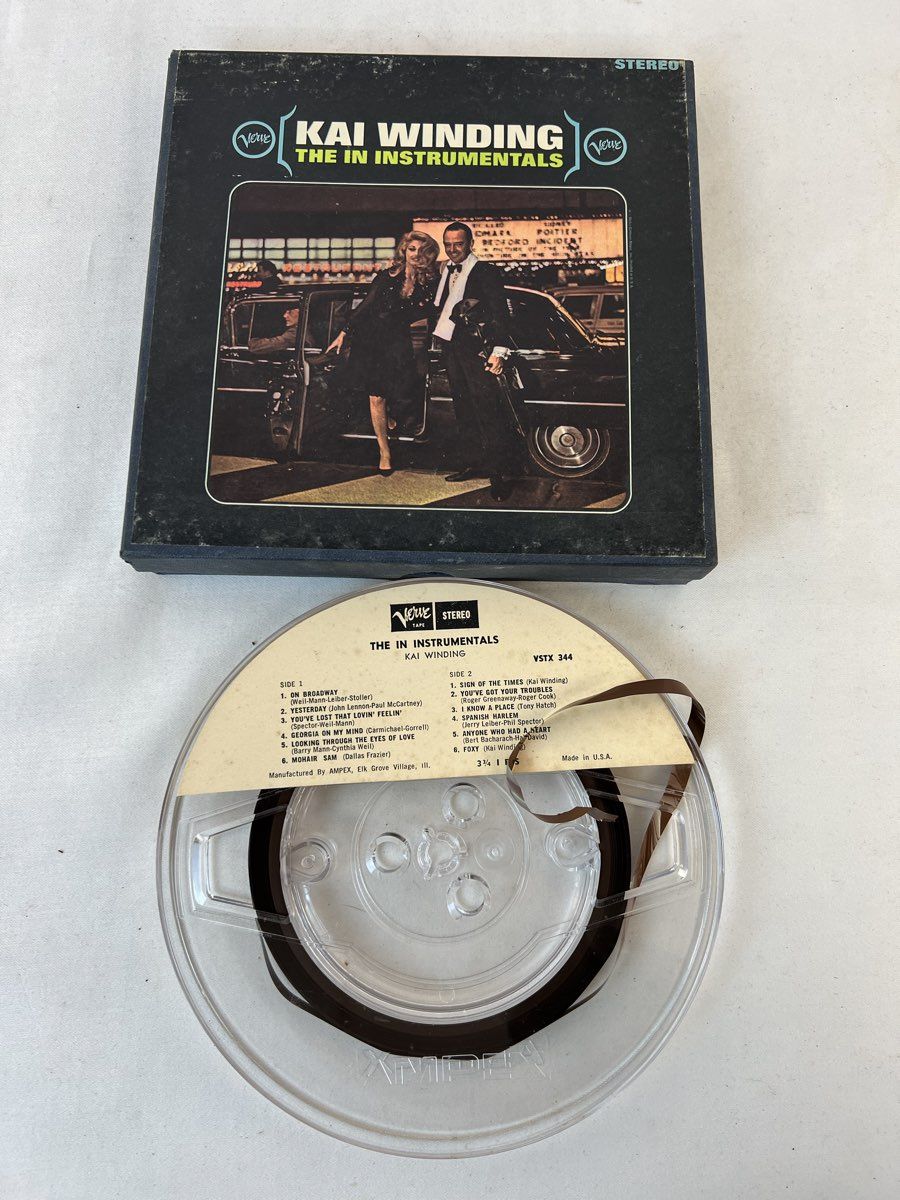 STEREO
Verve KAI WINDING Verve
THE IN INSTRUMENTALS
SIDNEY
POITIER
BEDFORD INCIDENT
Verve
TAPE
STEREO
THE IN INSTRUMENTALS
KAI WINDING
VSTX 344
SIDE 1
1. ON BROADWAY
(Weil-Mann-Leiber-Stoller)
2. YESTERDAY (John Lennon-Paul McCartney)
3. YOU'VE LOST THAT LOVIN' FEELIN'
(Spector-Weil-Mann)
4. GEORGIA ON MY MIND (Carmichael-Gorrell)
5. LOOKING THROUGH THE EYES OF LOVE
(Barry Mann-Cynthia Weil)
6. MOHAIR SAM (Dallas Frazier)
SIDE 2
1. SIGN OF THE TIMES (Kai Winding)
2. YOU'VE GOT YOUR TROUBLES
(Roger Greenaway-Roger Cook)
3. I KNOW A PLACE (Tony Hatch)
4. SPANISH HARLEM
(Jerry Leiber-Phil Spector)
5. ANYONE WHO HAD A HEART
(Bert Bacharach-Hal David)
6. FOXY (Kai Winding)
Manufactured By AMPEX, Elk Grove Village, Ill.
3¾ IPS
Made in U.S.A.
AMPEX